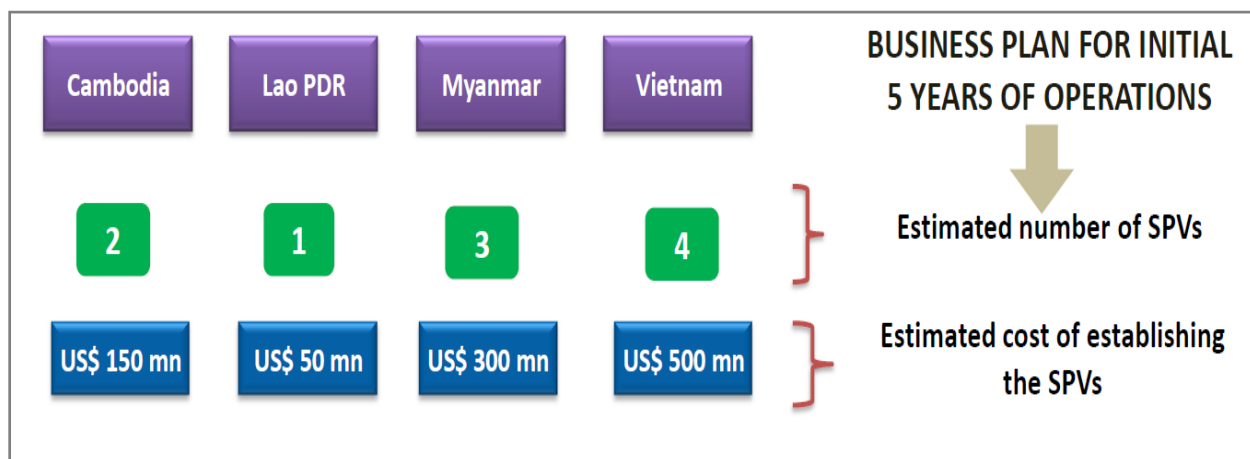 Cambodia
Lao PDR
Myanmar
Vietnam
BUSINESS PLAN FOR INITIAL
5 YEARS OF OPERATIONS
2
1
3
4
Estimated number of SPVs
US$ 150 mn
US$ 50 mn
US$ 300 mn
US$ 500 mn
Estimated cost of establishing
the SPVs